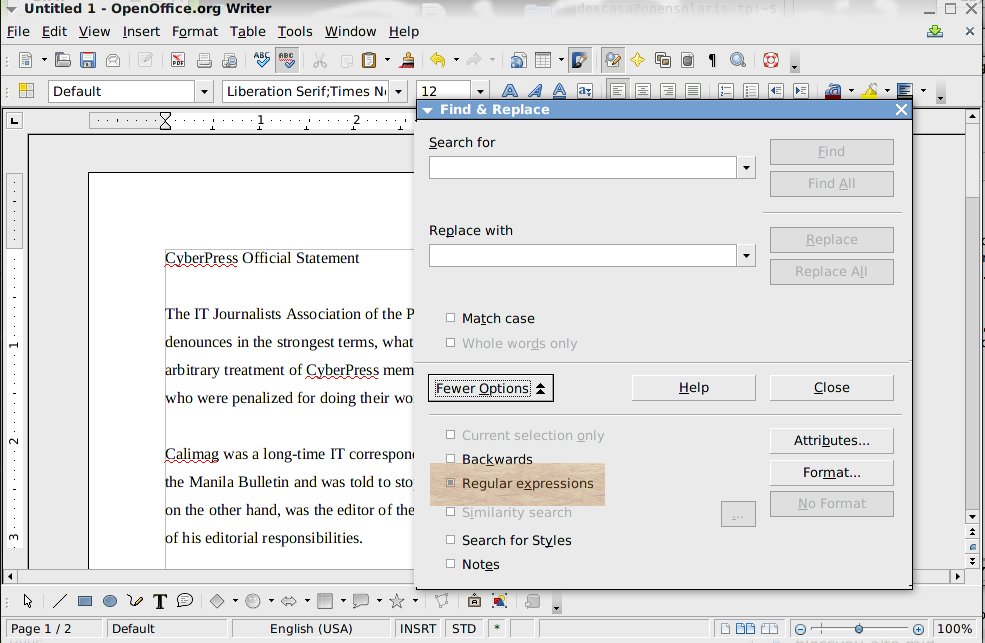 Untitled 1 - OpenOffice.org Writer
descasa@opensolaris-tp:~$
File Edit View Insert Format Table Tools Window Help
Default Liberation Serif;Times N 12
Find & Replace
Search for
Find
Find All
Replace with
Replace
Replace All
Match case
Whole words only
Fewer Options
Help
Close
Current selection only
Backwards
Regular expressions
Similarity search
Search for Styles
Notes
Attributes...
Format...
No Format
...
1 2
1
2
3
CyberPress Official Statement
The IT Journalists Association of the P
denounces in the strongest terms, what
arbitrary treatment of CyberPress mem
who were penalized for doing their wo
Calimag was a long-time IT correspon
the Manila Bulletin and was told to sto
on the other hand, was the editor of the
of his editorial responsibilities.
Page 1 / 2 Default English (USA) INSRT STD * 100%